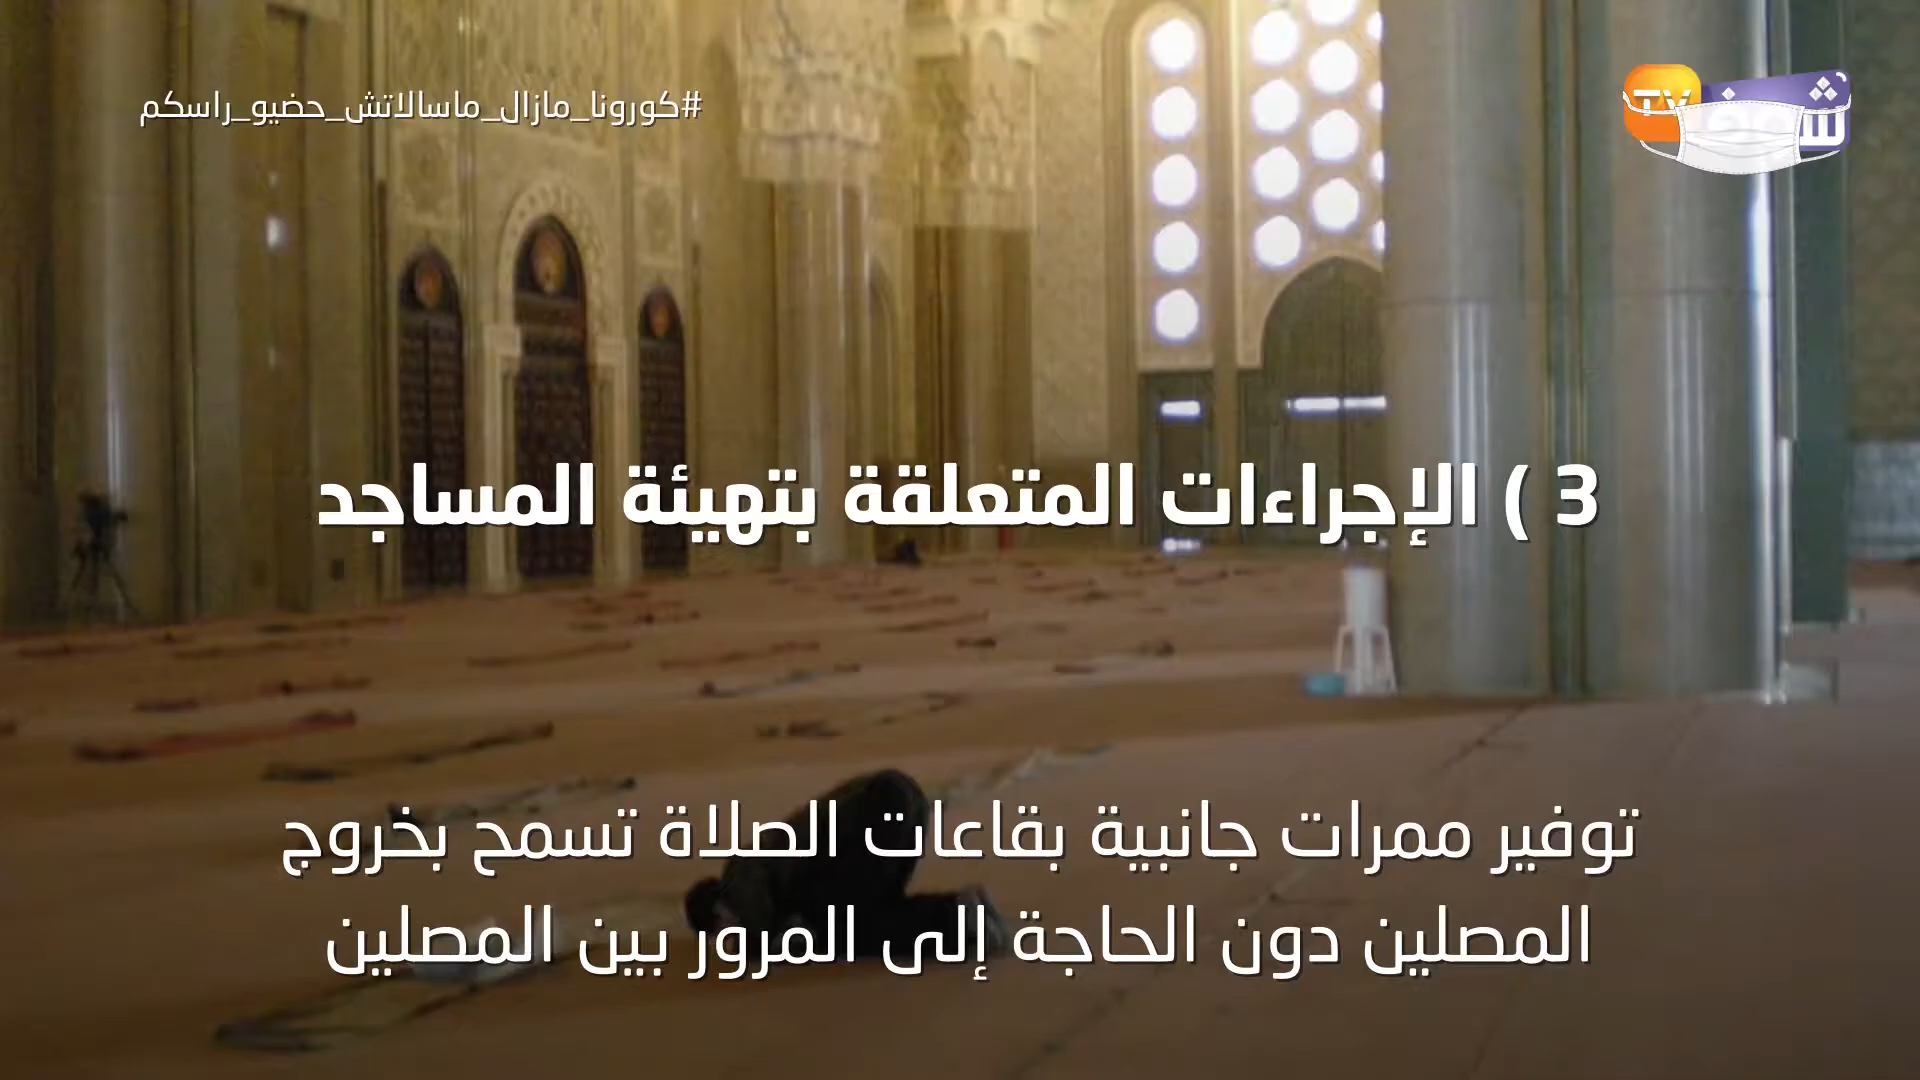 #كورونا_مازال_ماسالاتش_حضيو_راسكم
TV
3 ) الإجراءات المتعلقة بتهيئة المساجد
توفير ممرات جانبية بقاعات الصلاة تسمح بخروج
المصلين دون الحاجة إلى المرور بين المصلين